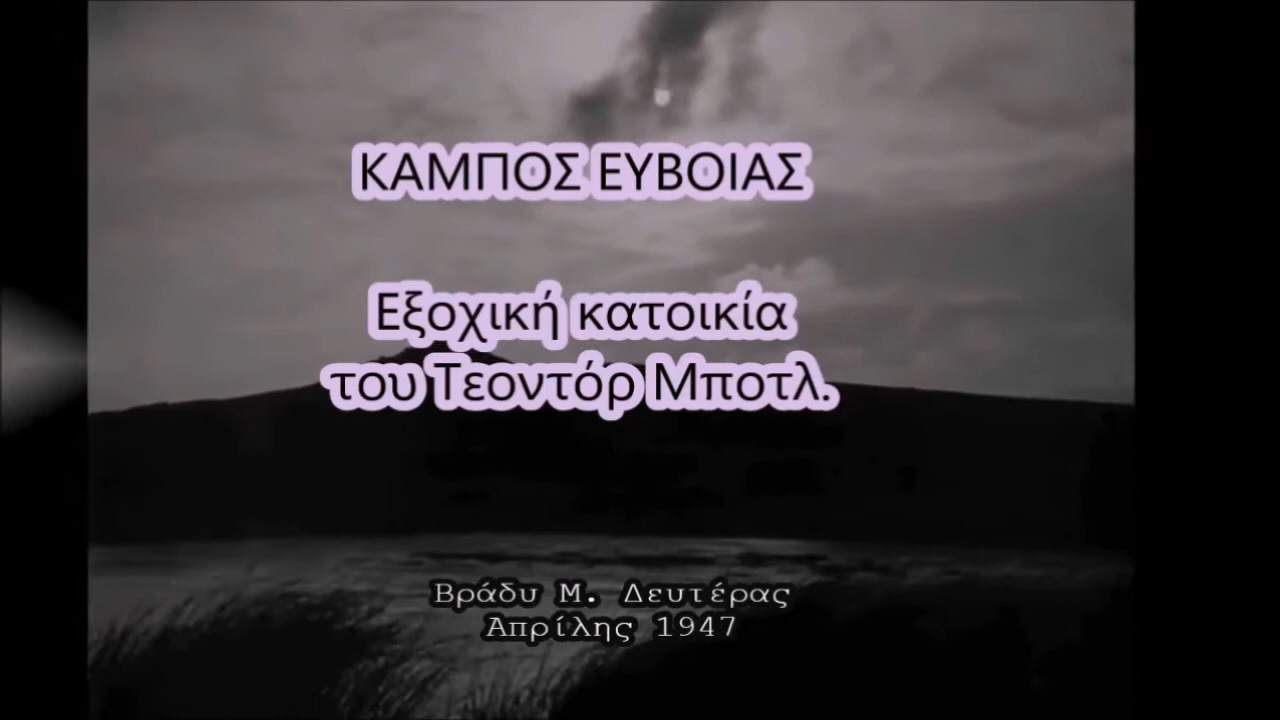 ΚΑΜΠΟΣ ΕΥΒΟΙΑΣ
Εξοχική κατοικία
του Τεοντόρ Μποτλ.
Βράδυ Μ. Δευτέρας
Απρίλης 1947